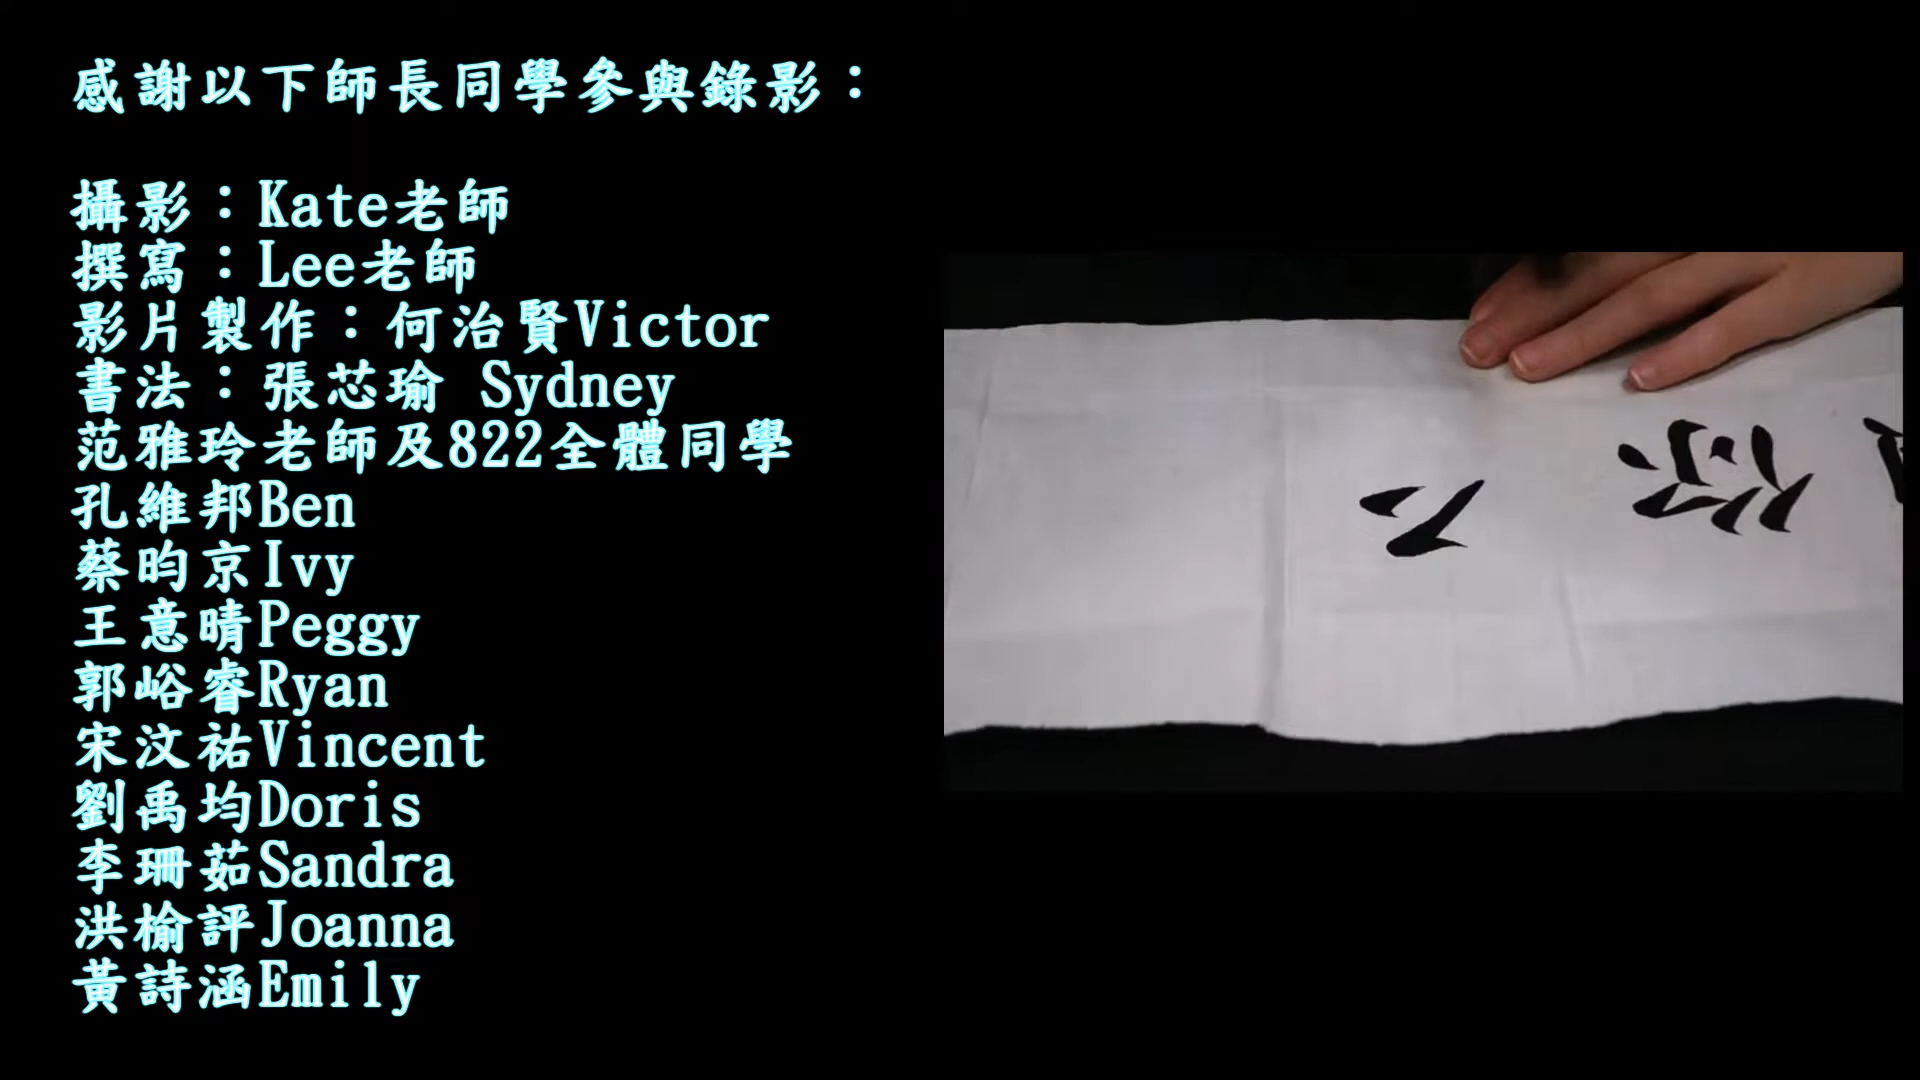 感謝以下師長同學參與錄影：
攝影：Kate老師
撰寫：Lee老師
影片製作：何治賢Victor
書法：張芯瑜 Sydney
范雅玲老師及822全體同學
孔維邦Ben
蔡昀京Ivy
王意晴Peggy
郭峪睿Ryan
宋汶祐Vincent
劉禹均Doris
李珊茹Sandra
洪榆評Joanna
黃詩涵Emily